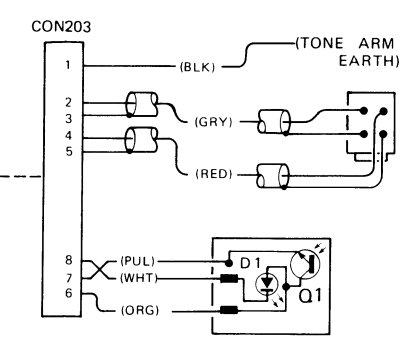 CON203
1
(BLK)
(TONE ARM
EARTH)
2
3
(GRY)
4
5
(RED)
8
(PUL)
7
(WHT)
6
(ORG)
D1
Q1